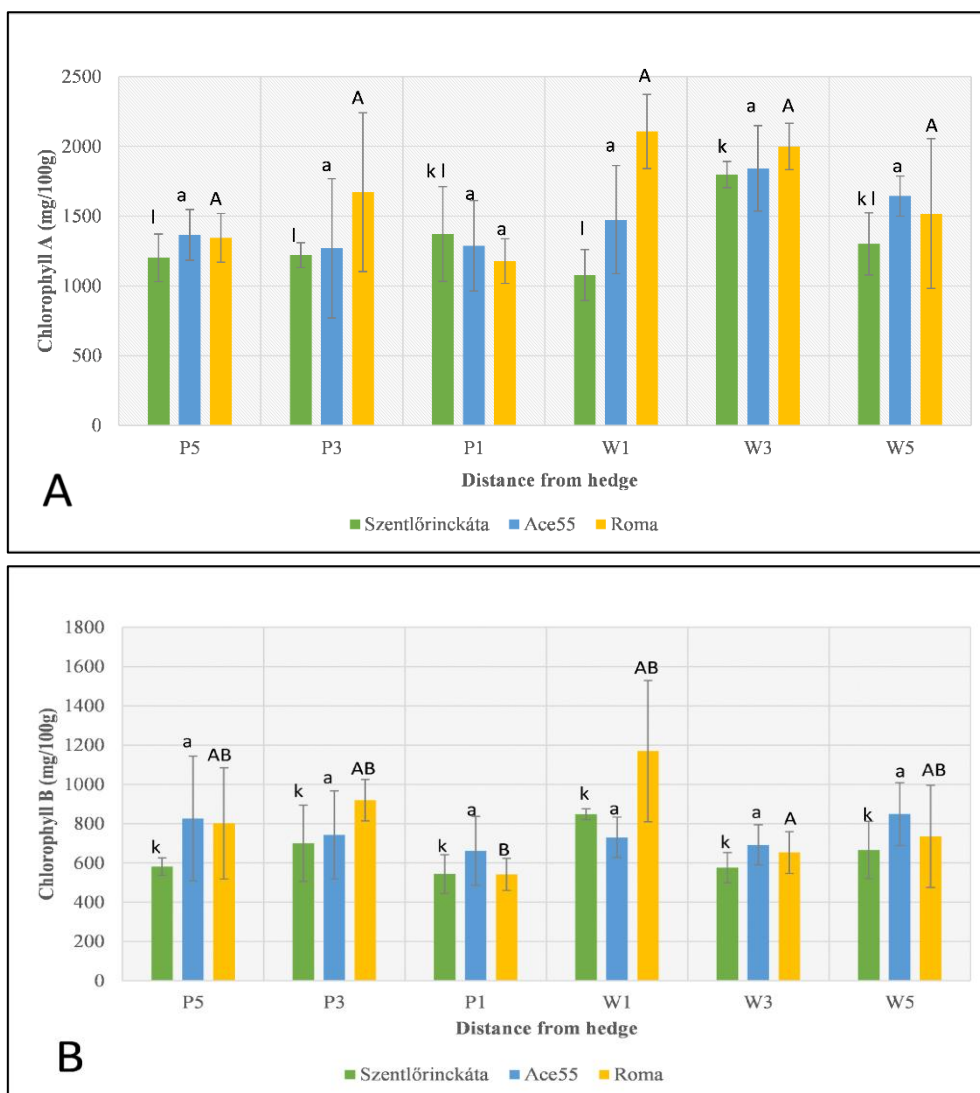 A
A
A
2500
A
a
a
k
A
2000
a
kl
a
a
A
a
l
a
kl
1500
l
l
1000
500
0
P5 P3 P1 W1 W3 W5
Chlorophyll A (mg/100g)
Distance from hedge
A
Szentlőrinckáta Ace55 Roma
1800
AB
1600
1400
a AB
AB
a
AB
1200
k a
a
k a
a A
k
1000
k
k B
k
800
600
400
200
0
P5 P3 P1 W1 W3 W5
Chlorophyll B (mg/100g)
Distance from hedge
B
Szentlőrinckáta Ace55 Roma